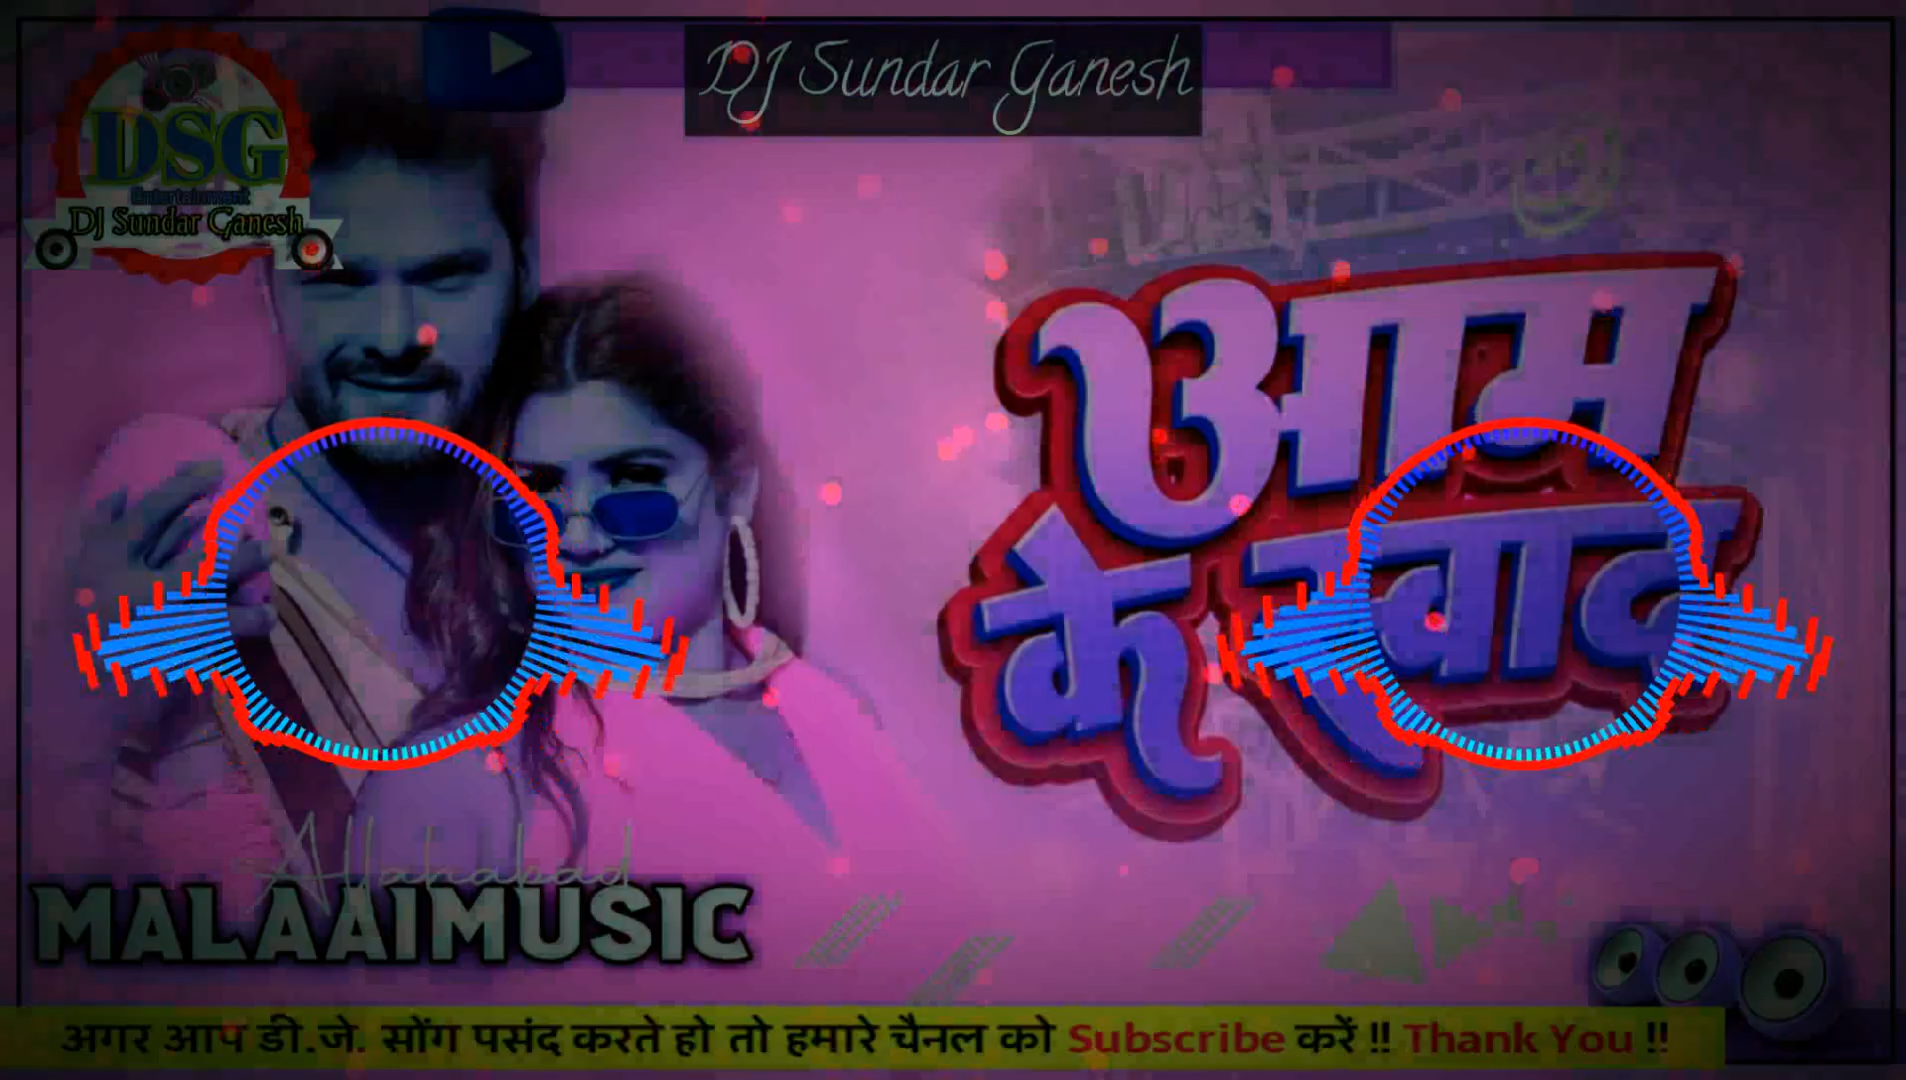 DJ Sundar Ganesh
DSG
Entertainment
DJ Sundar Ganesh
आम
के स्वाद
Allahabad
MALAAIMUSIC
अगर आप डी.जे. सोंग पसंद करते हो तो हमारे चैनल को Subscribe करें !! Thank You !!